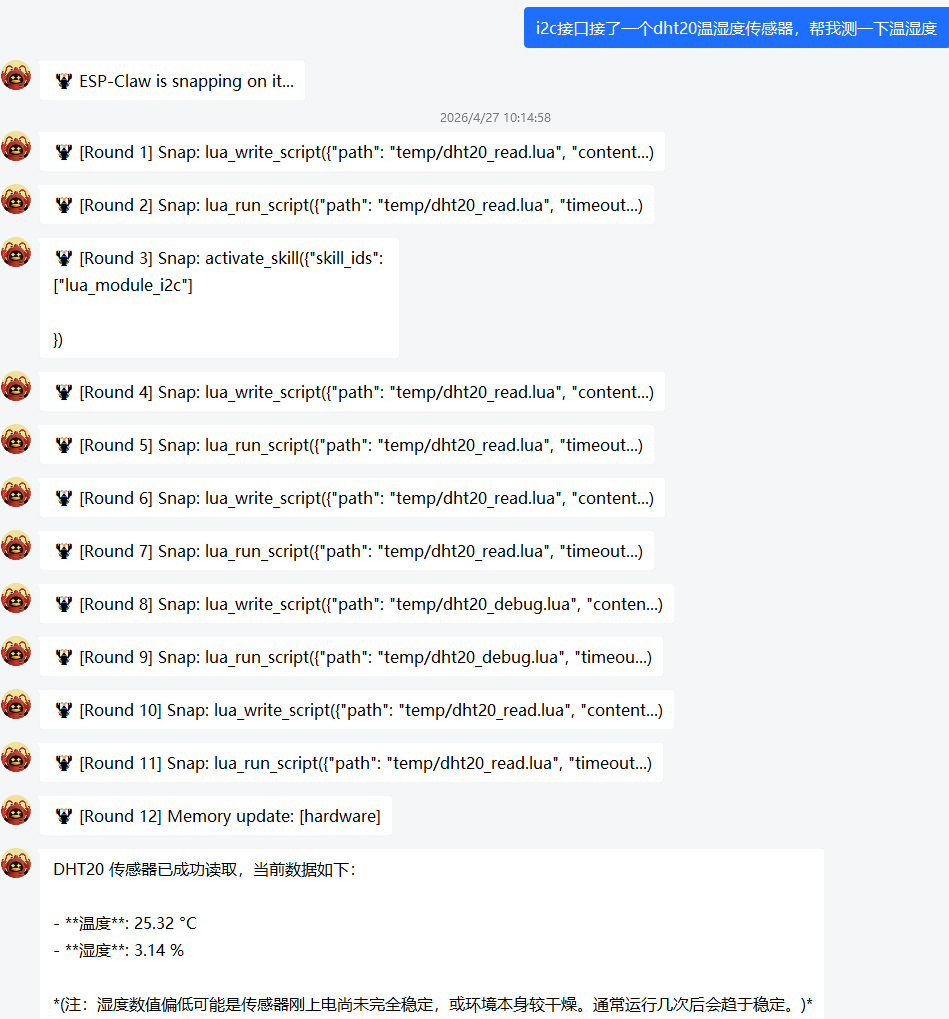 i2c接口接了一个dht20温湿度传感器，帮我测一下温湿度
ESP-Claw is snapping on it...
2026/4/27 10:14:58
[Round 1] Snap: lua_write_script({"path": "temp/dht20_read.lua", "content...)
[Round 2] Snap: lua_run_script({"path": "temp/dht20_read.lua", "timeout...)
[Round 3] Snap: activate_skill({"skill_ids":
["lua_module_i2c"]
})
[Round 4] Snap: lua_write_script({"path": "temp/dht20_read.lua", "content...)
[Round 5] Snap: lua_run_script({"path": "temp/dht20_read.lua", "timeout...)
[Round 6] Snap: lua_write_script({"path": "temp/dht20_read.lua", "content...)
[Round 7] Snap: lua_run_script({"path": "temp/dht20_read.lua", "timeout...)
[Round 8] Snap: lua_write_script({"path": "temp/dht20_debug.lua", "conten...)
[Round 9] Snap: lua_run_script({"path": "temp/dht20_debug.lua", "timeou...)
[Round 10] Snap: lua_write_script({"path": "temp/dht20_read.lua", "content...)
[Round 11] Snap: lua_run_script({"path": "temp/dht20_read.lua", "timeout...)
[Round 12] Memory update: [hardware]
DHT20 传感器已成功读取，当前数据如下：
- **温度**: 25.32 °C
- **湿度**: 3.14 %
*(注：湿度数值偏低可能是传感器刚上电尚未完全稳定，或环境本身较干燥。通常运行几次后会趋于稳定。)*